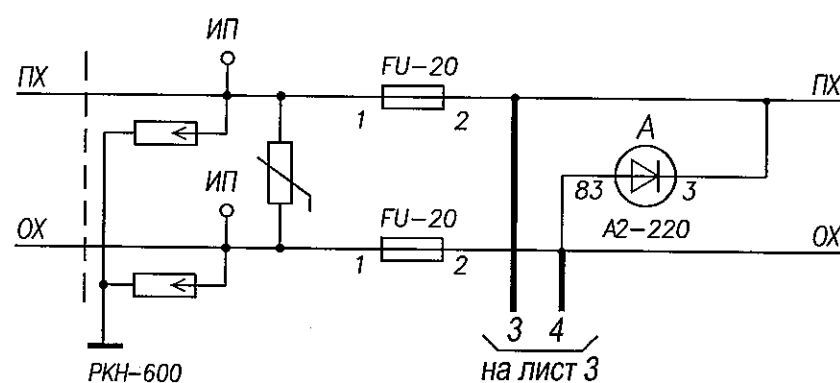 ИП
ПХ
FU-20
ПХ
1
2
А
83
3
ИП
FU-20
А2-220
ОХ
ОХ
1
2
3
4
РКН-600
на лист 3